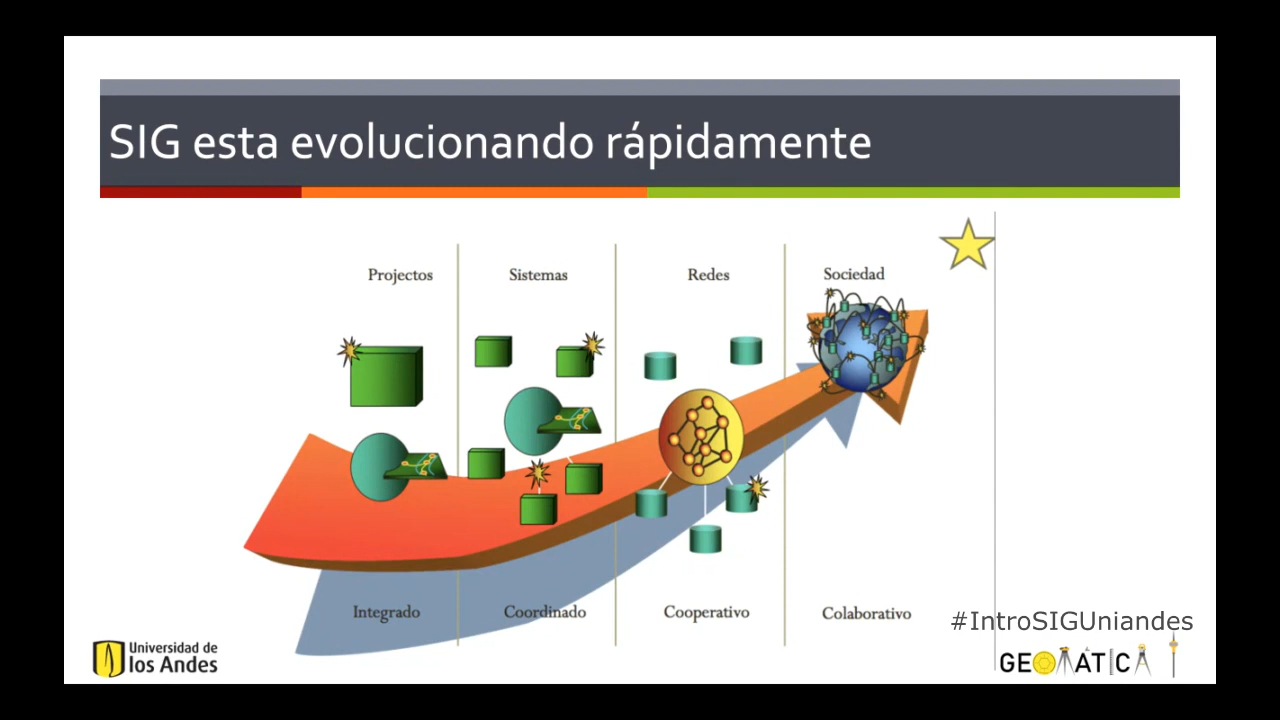 SIG esta evolucionando rápidamente
Projectos
Sistemas
Redes
Sociedad
Integrado
Coordinado
Cooperativo
Colaborativo
#IntroSIGUniandes
Universidad de
los Andes
GEOMÁTICA